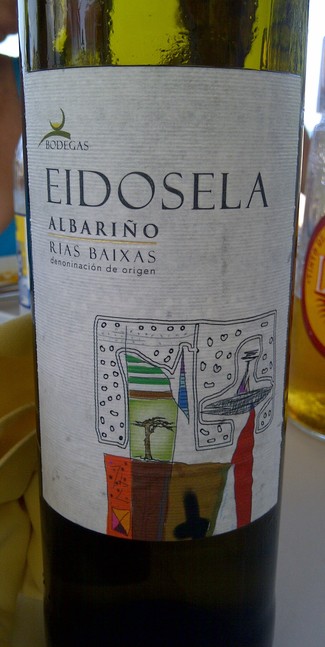 BODEGAS
EIDOSELA
ALBARIÑO
RIAS BAIXAS
denominación de origen